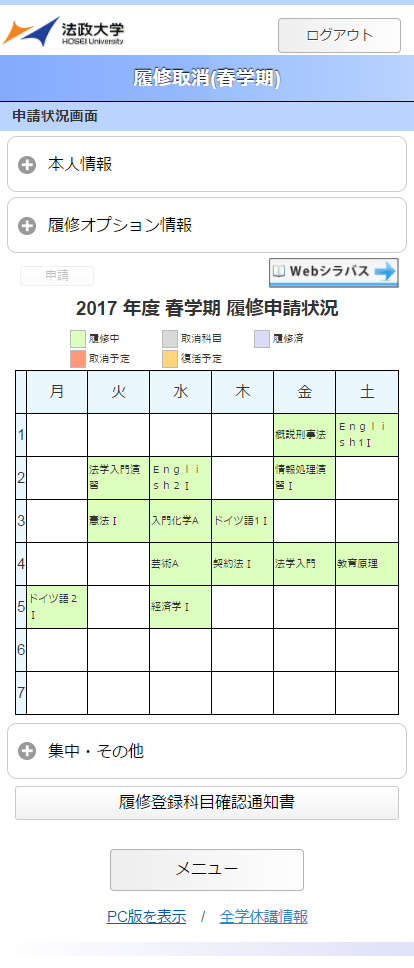 法政大学
HOSEI University
ログアウト
履修取消(春学期)
申請状況画面
本人情報
履修オプション情報
申請
Webシラバス
2017 年度 春学期 履修申請状況
履修中 取消科目 履修済
取消予定 復活予定
月 火 水 木 金 土
1 概説刑事法 Ｅｎｇｌｉ
ｓｈ１Ⅰ
2 法学入門演
習 Ｅｎｇｌｉ
ｓｈ２Ⅰ 情報処理演
習Ⅰ
3 憲法Ⅰ 入門化学A ドイツ語1Ⅰ
4 芸術A 契約法Ⅰ 法学入門 教育原理
5 ドイツ語２
Ⅰ 経済学Ⅰ
6
7
集中・その他
履修登録科目確認通知書
メニュー
PC版を表示 / 全学休講情報